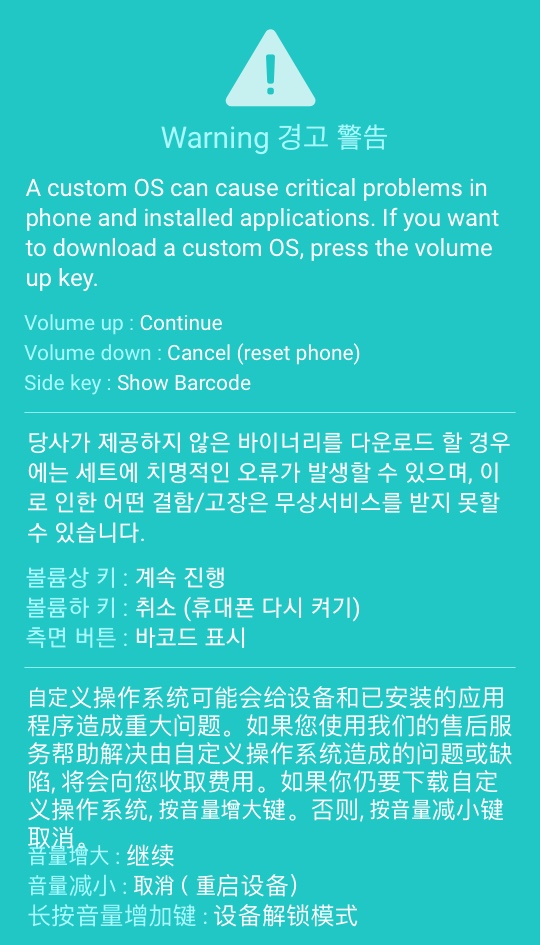 Warning 경고 警告
A custom OS can cause critical problems in
phone and installed applications. If you want
to download a custom OS, press the volume
up key.
Volume up : Continue
Volume down : Cancel (reset phone)
Side key : Show Barcode
당사가 제공하지 않은 바이너리를 다운로드 할 경우
에는 세트에 치명적인 오류가 발생할 수 있으며, 이
로 인한 어떤 결함/고장은 무상서비스를 받지 못할
수 있습니다.
볼륨상 키 : 계속 진행
볼륨하 키 : 취소 (휴대폰 다시 켜기)
측면 버튼 : 바코드 표시
自定义操作系统可能会给设备和已安装的应用
程序造成重大问题。如果您使用我们的售后服
务帮助解决由自定义操作系统造成的问题或缺
陷, 将会向您收取费用。如果你仍要下载自定
义操作系统, 按音量增大键。否则, 按音量减小键
取消。
音量增大 : 继续
音量减小 : 取消 ( 重启设备)
长按音量增加键 : 设备解锁模式